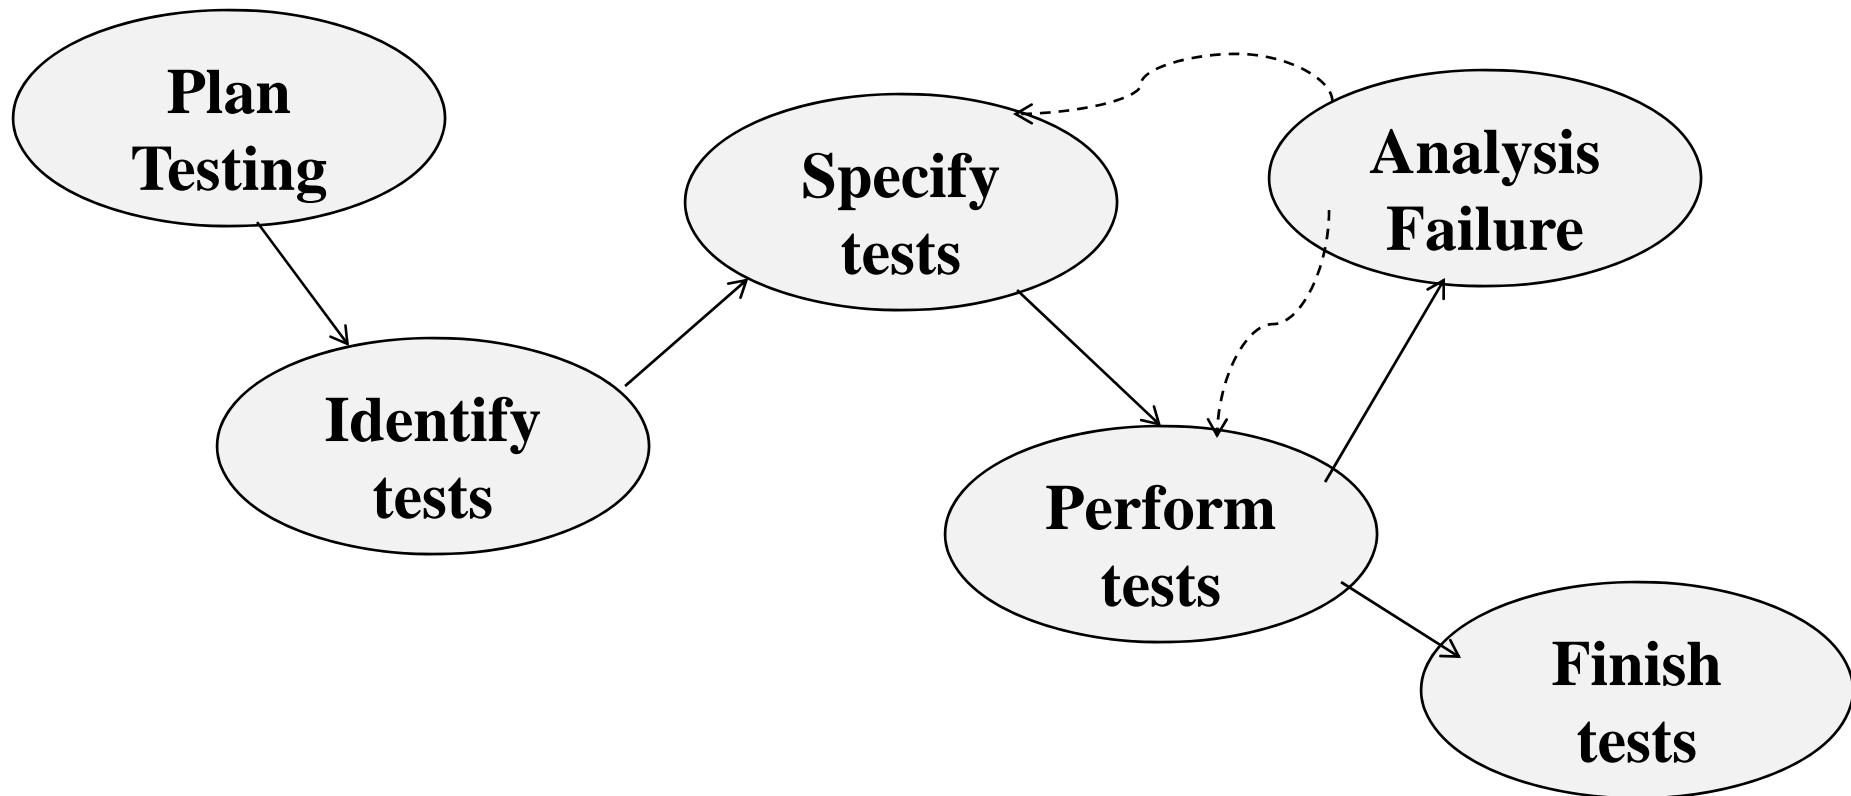 Plan
Testing
Identify
tests
Specify
tests
Perform
tests
Analysis
Failure
Finish
tests